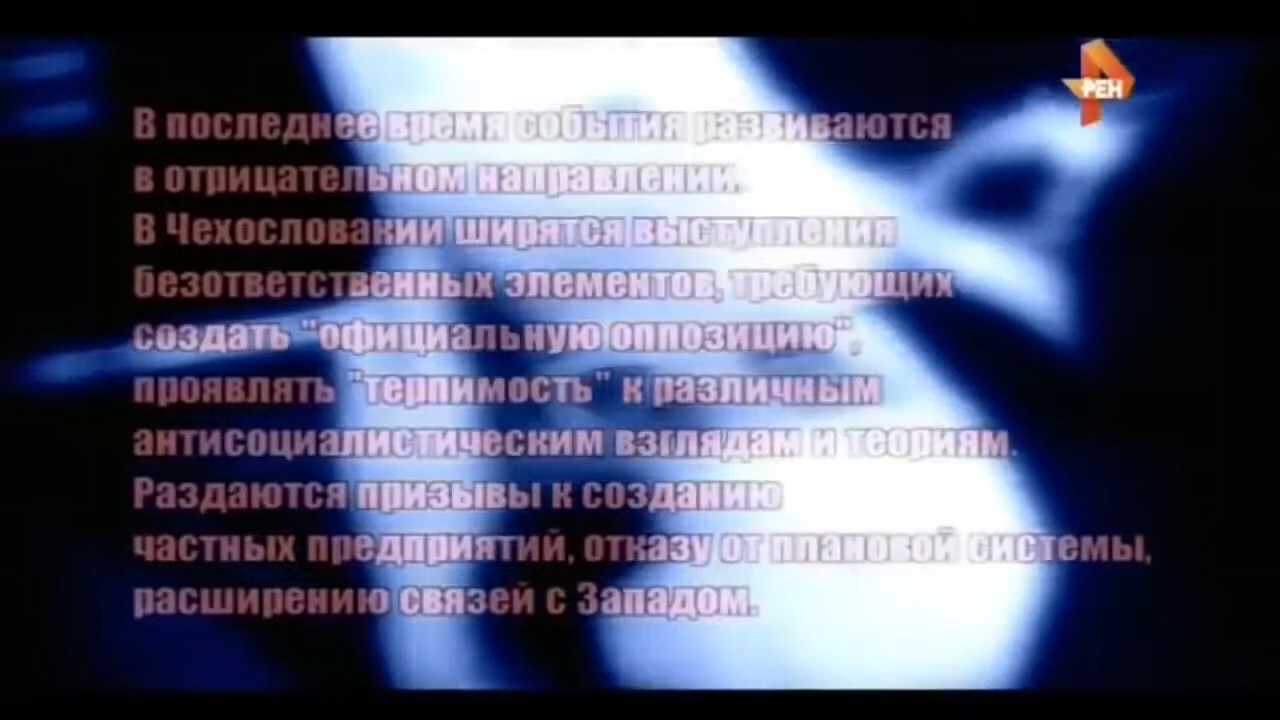 РЕН
В последнее время события развиваются
в отрицательном направлении.
В Чехословакии ширятся выступления
безответственных элементов, требующих
создать "официальную оппозицию",
проявлять "терпимость" к различным
антисоциалистическим взглядам и теориям.
Раздаются призывы к созданию
частных предприятий, отказу от плановой системы,
расширению связей с Западом.